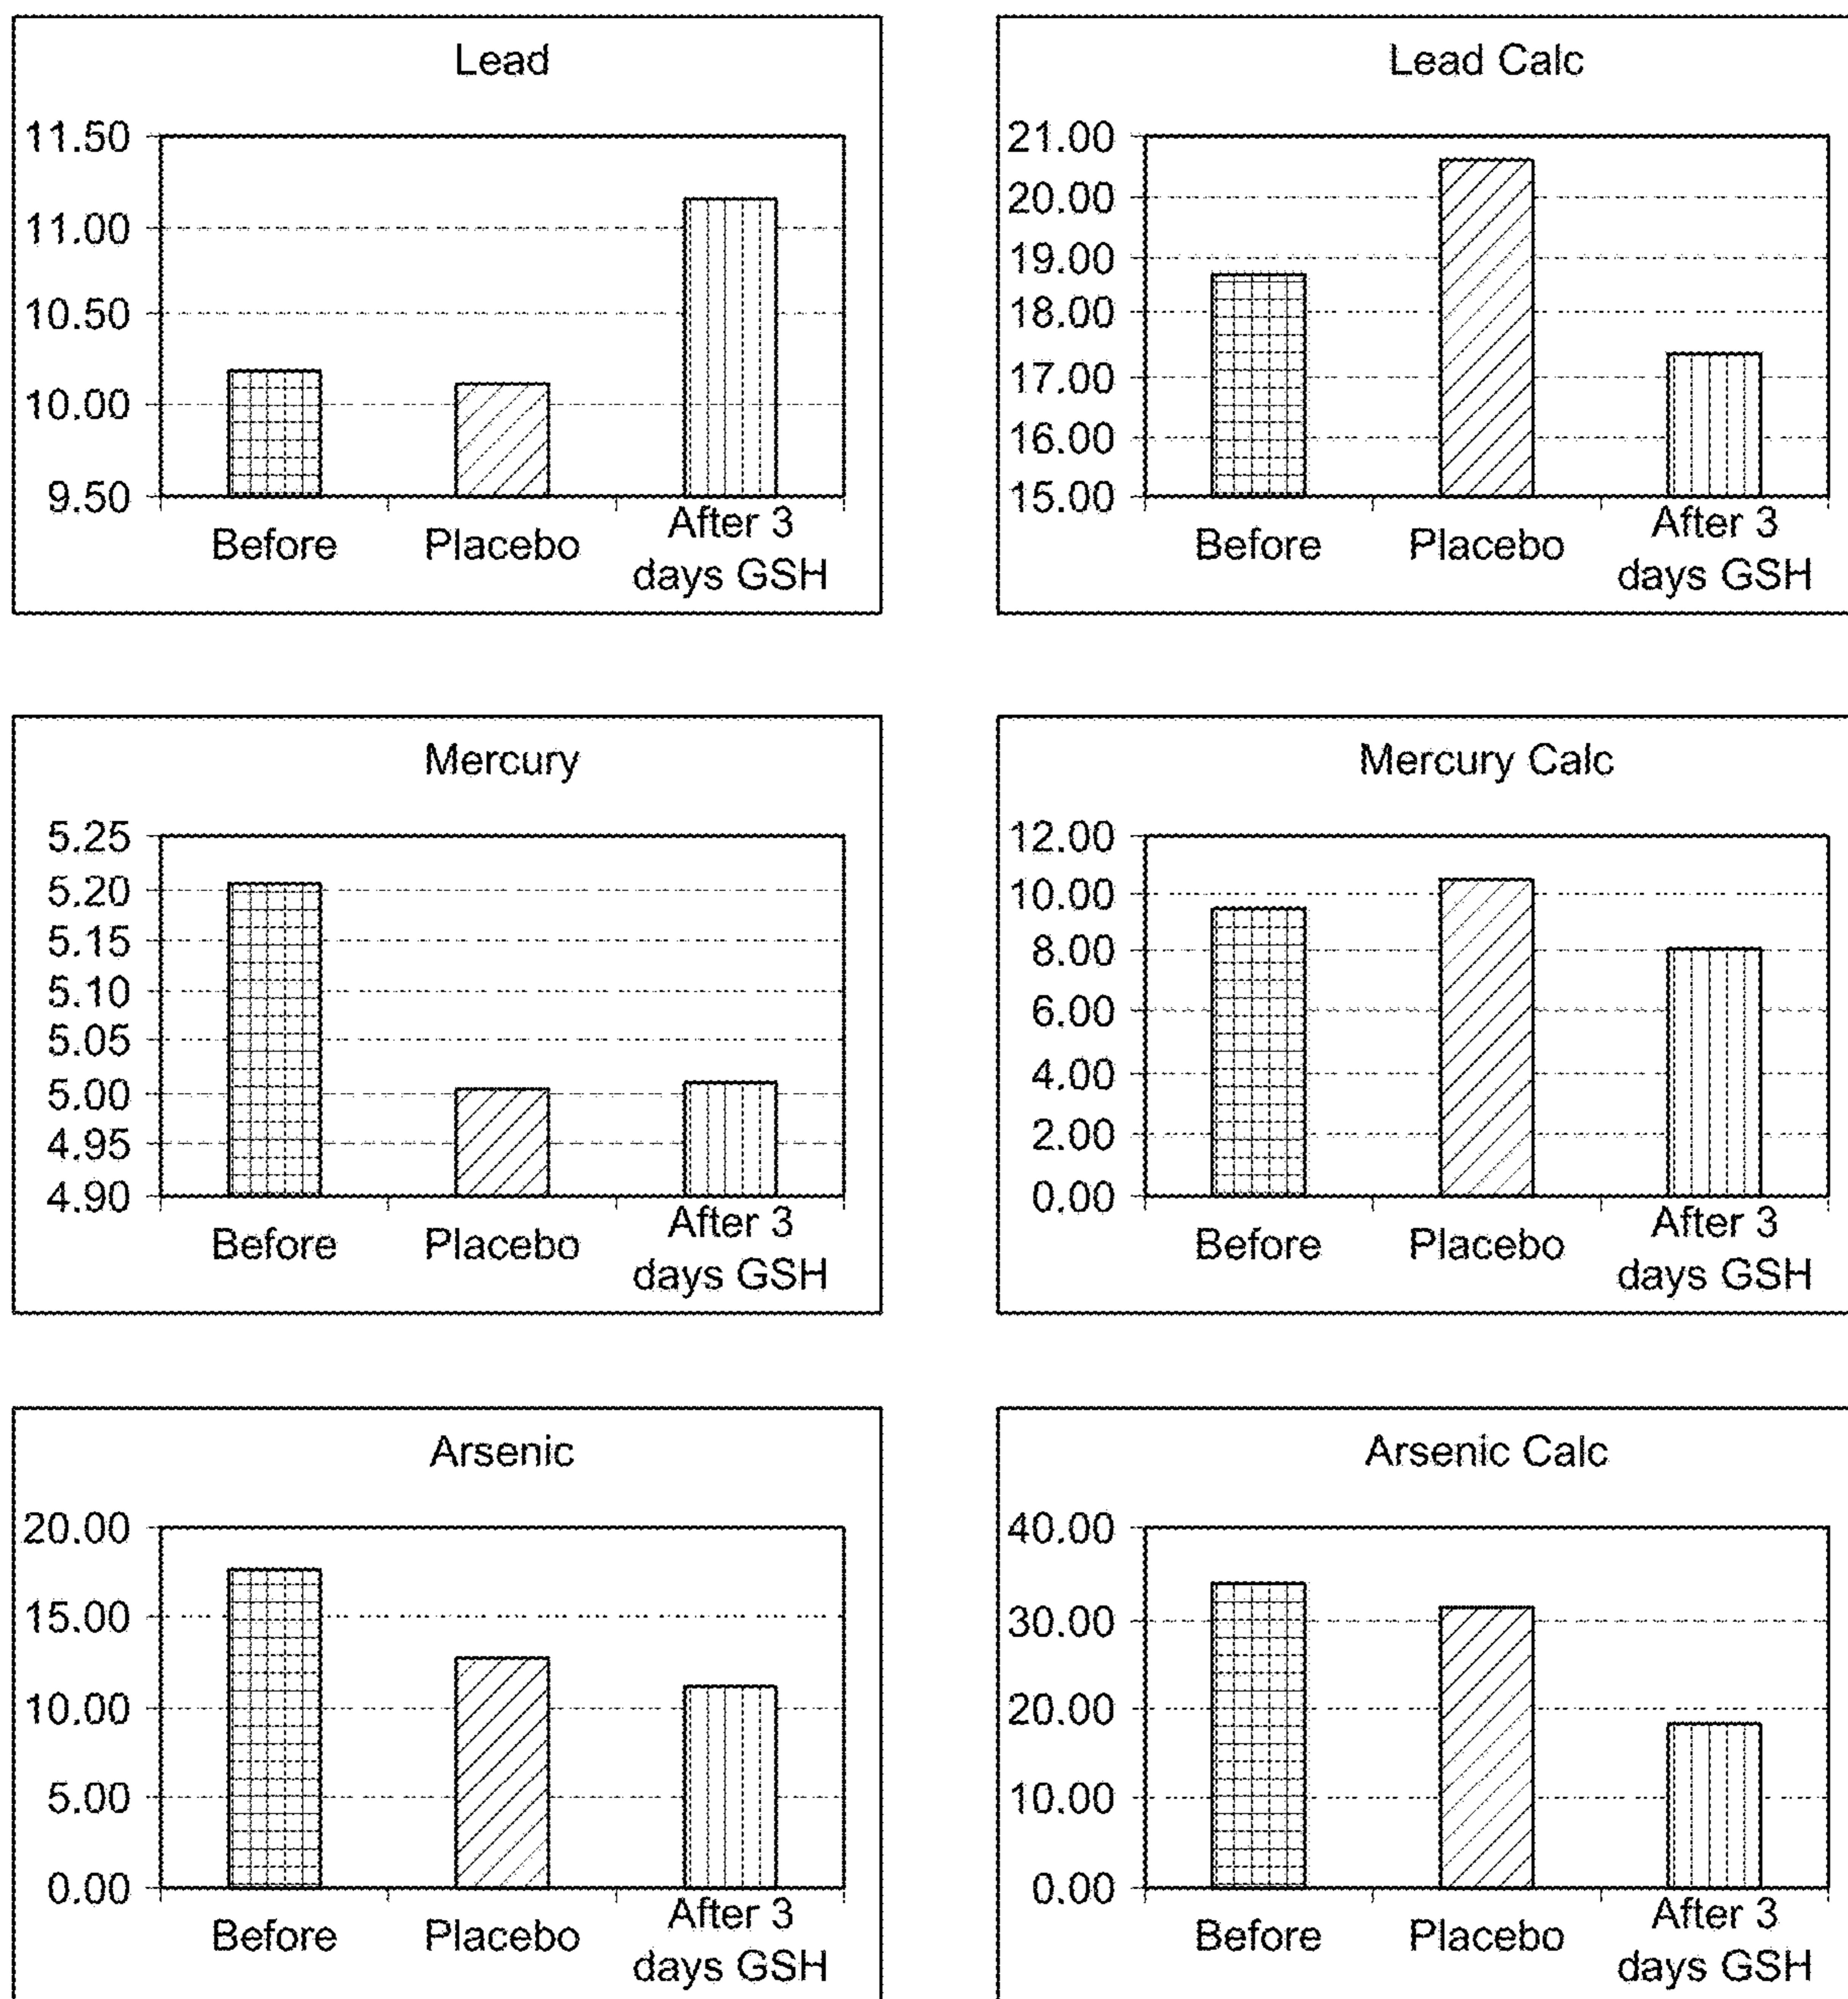 Lead
11.50
11.00
10.50
10.00
9.50
Before
Placebo
After 3
days GSH
Lead Calc
21.00
20.00
19.00
18.00
17.00
16.00
15.00
Before
Placebo
After 3
days GSH
Mercury
5.25
5.20
5.15
5.10
5.05
5.00
4.95
4.90
Before
Placebo
After 3
days GSH
Mercury Calc
12.00
10.00
8.00
6.00
4.00
2.00
0.00
Before
Placebo
After 3
days GSH
Arsenic
20.00
15.00
10.00
5.00
0.00
Before
Placebo
After 3
days GSH
Arsenic Calc
40.00
30.00
20.00
10.00
0.00
Before
Placebo
After 3
days GSH